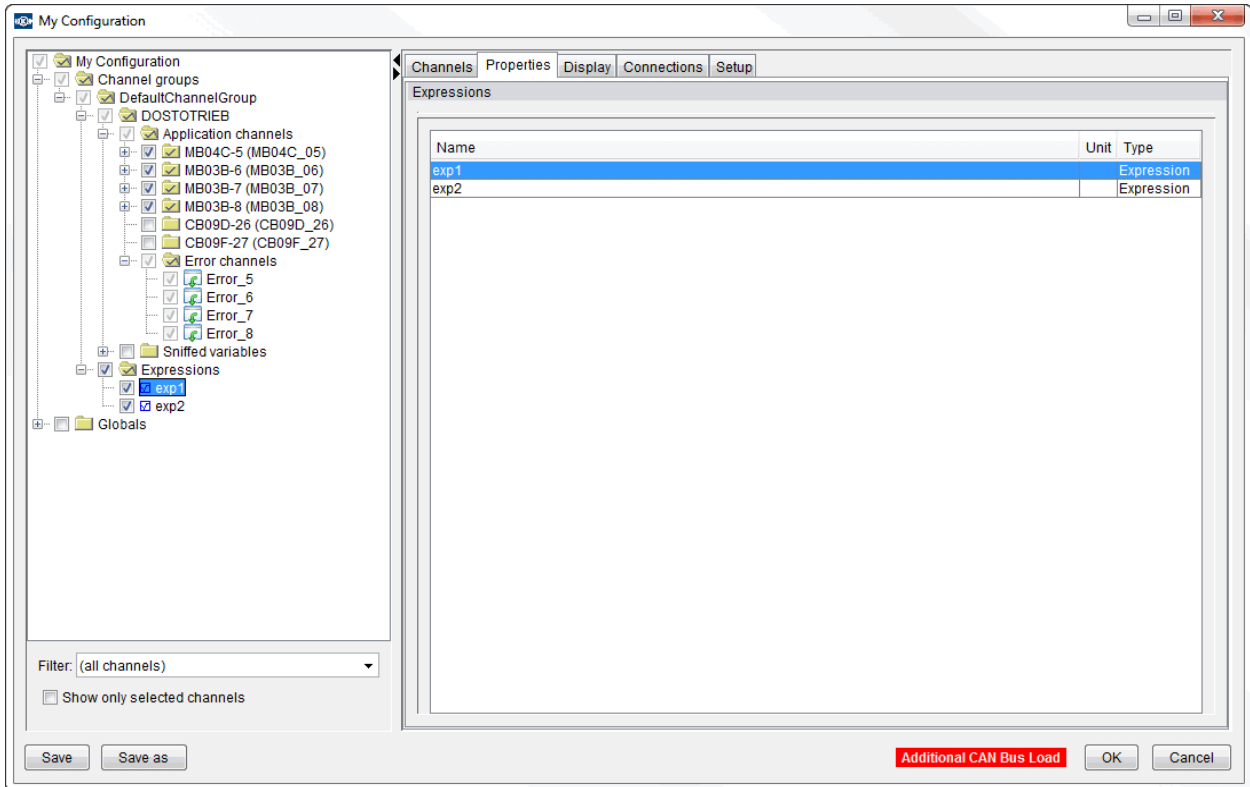 My Configuration
My Configuration
Channel groups
DefaultChannelGroup
DOSTOTRIEB
Application channels
MB04C-5 (MB04C_05)
MB03B-6 (MB03B_06)
MB03B-7 (MB03B_07)
MB03B-8 (MB03B_08)
CB09D-26 (CB09D_26)
CB09F-27 (CB09F_27)
Error channels
Error_5
Error_6
Error_7
Error_8
Sniffed variables
Expressions
exp1
exp2
Globals
Filter: (all channels)
Show only selected channels
Channels Properties Display Connections Setup
Expressions
Name Unit Type
exp1 Expression
exp2 Expression
Save Save as Additional CAN Bus Load OK Cancel